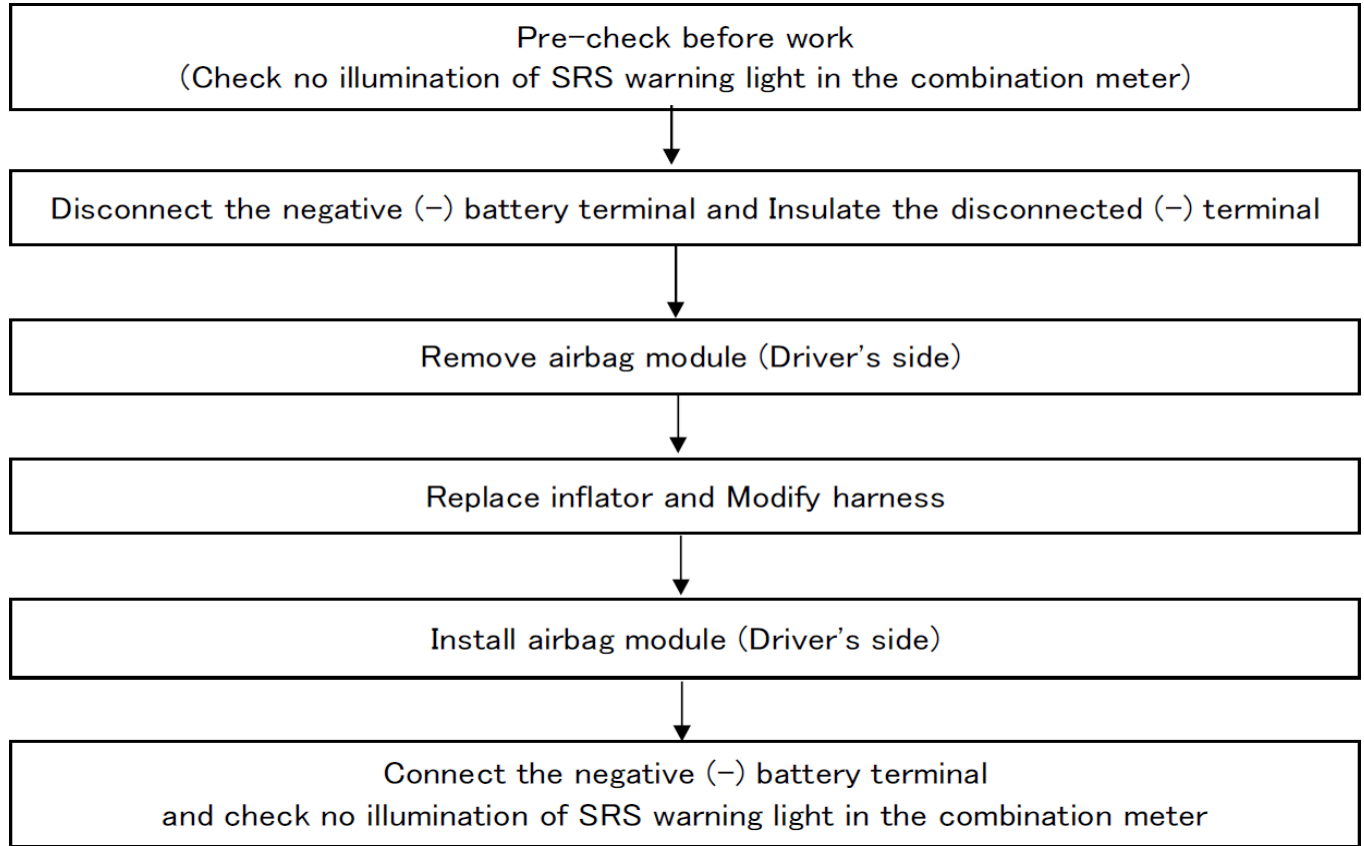 Pre-check before work
(Check no illumination of SRS warning light in the combination meter)
Disconnect the negative (-) battery terminal and Insulate the disconnected (-) terminal
Remove airbag module (Driver's side)
Replace inflator and Modify harness
Install airbag module (Driver's side)
Connect the negative (-) battery terminal
and check no illumination of SRS warning light in the combination meter